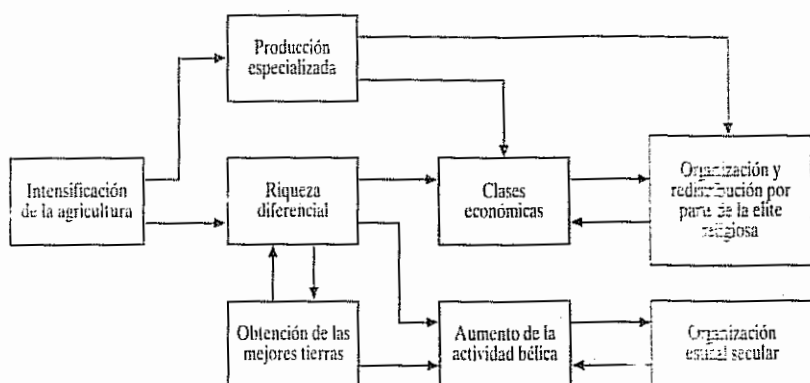 Producción
especializada
Intensificación
de la agricultura
Riqueza
diferencial
Clases
económicas
Organización y
redistribución por
parte de la elite
religiosa
Obtención de las
mejores tierras
Aumento de la
actividad bélica
Organización
estatal secular